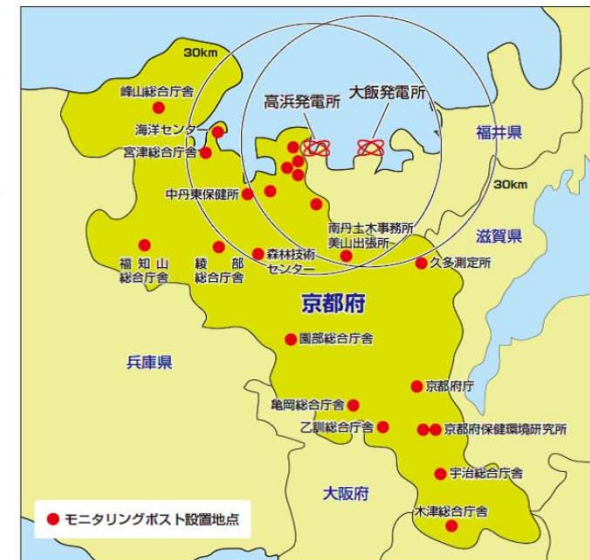 30km
峰山総合庁舎
高浜発電所
大飯発電所
海洋センター
福井県
宮津総合庁舎
30km
中丹東保健所
南丹土木事務所
美山出張所
滋賀県
福知山
総合庁舎
綾部
総合庁舎
森林技術
センター
久多測定所
京都府
園部総合庁舎
兵庫県
京都府庁
亀岡総合庁舎
乙訓総合庁舎
京都府保健環境研究所
宇治総合庁舎
大阪府
木津総合庁舎
モニタリングポスト設置地点